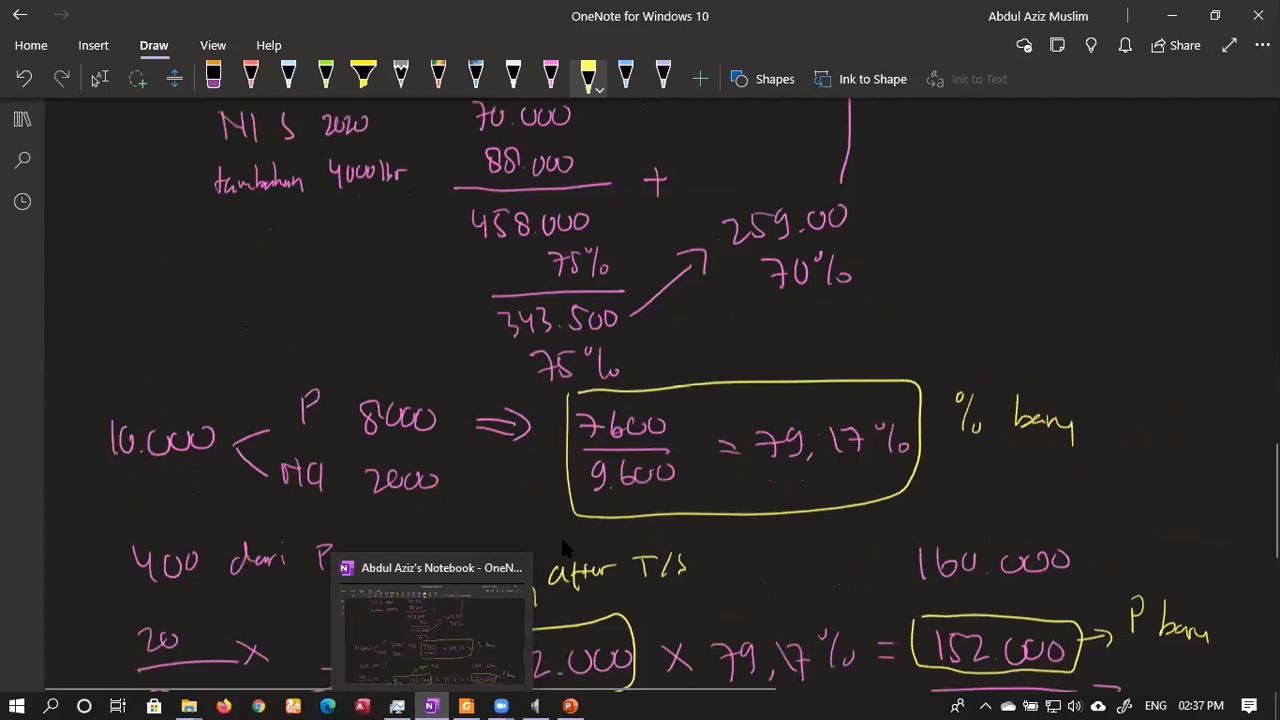 OneNote for Windows 10
Abdul Aziz Muslim
Home Insert Draw View Help
Share
Shapes
Ink to Shape
Ink to Text
NI S 2020 70.000
tambahan 4000 lbr 88.000 +
458.000
75%
343.500
75%
259.00
70%
10.000
P 8000
2000
⇒ 7600
9.600
= 79,17%
% baru
400 dari P
after T/S
160.000
20 x
2.000 x 79,17% = 152.000 → P baru
Abdul Aziz's Notebook - OneN...
ENG 02:37 PM